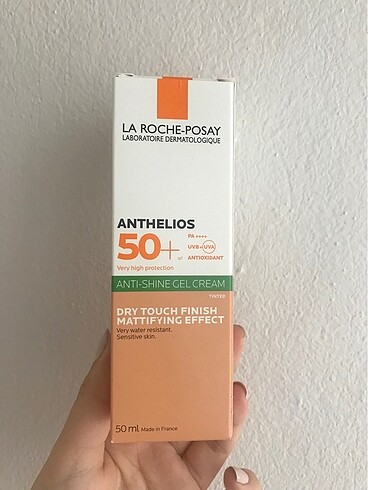 LA ROCHE-POSAY
LABORATOIRE DERMATOLOGIQUE
ANTHELIOS
50+
PA ++++
UVB+UVA
ANTIOXIDANT
Very high protection
ANTI-SHINE GEL CREAM
TINTED
DRY TOUCH FINISH
MATTIFYING EFFECT
Very water resistant.
Sensitive skin.
50 ml Made in France